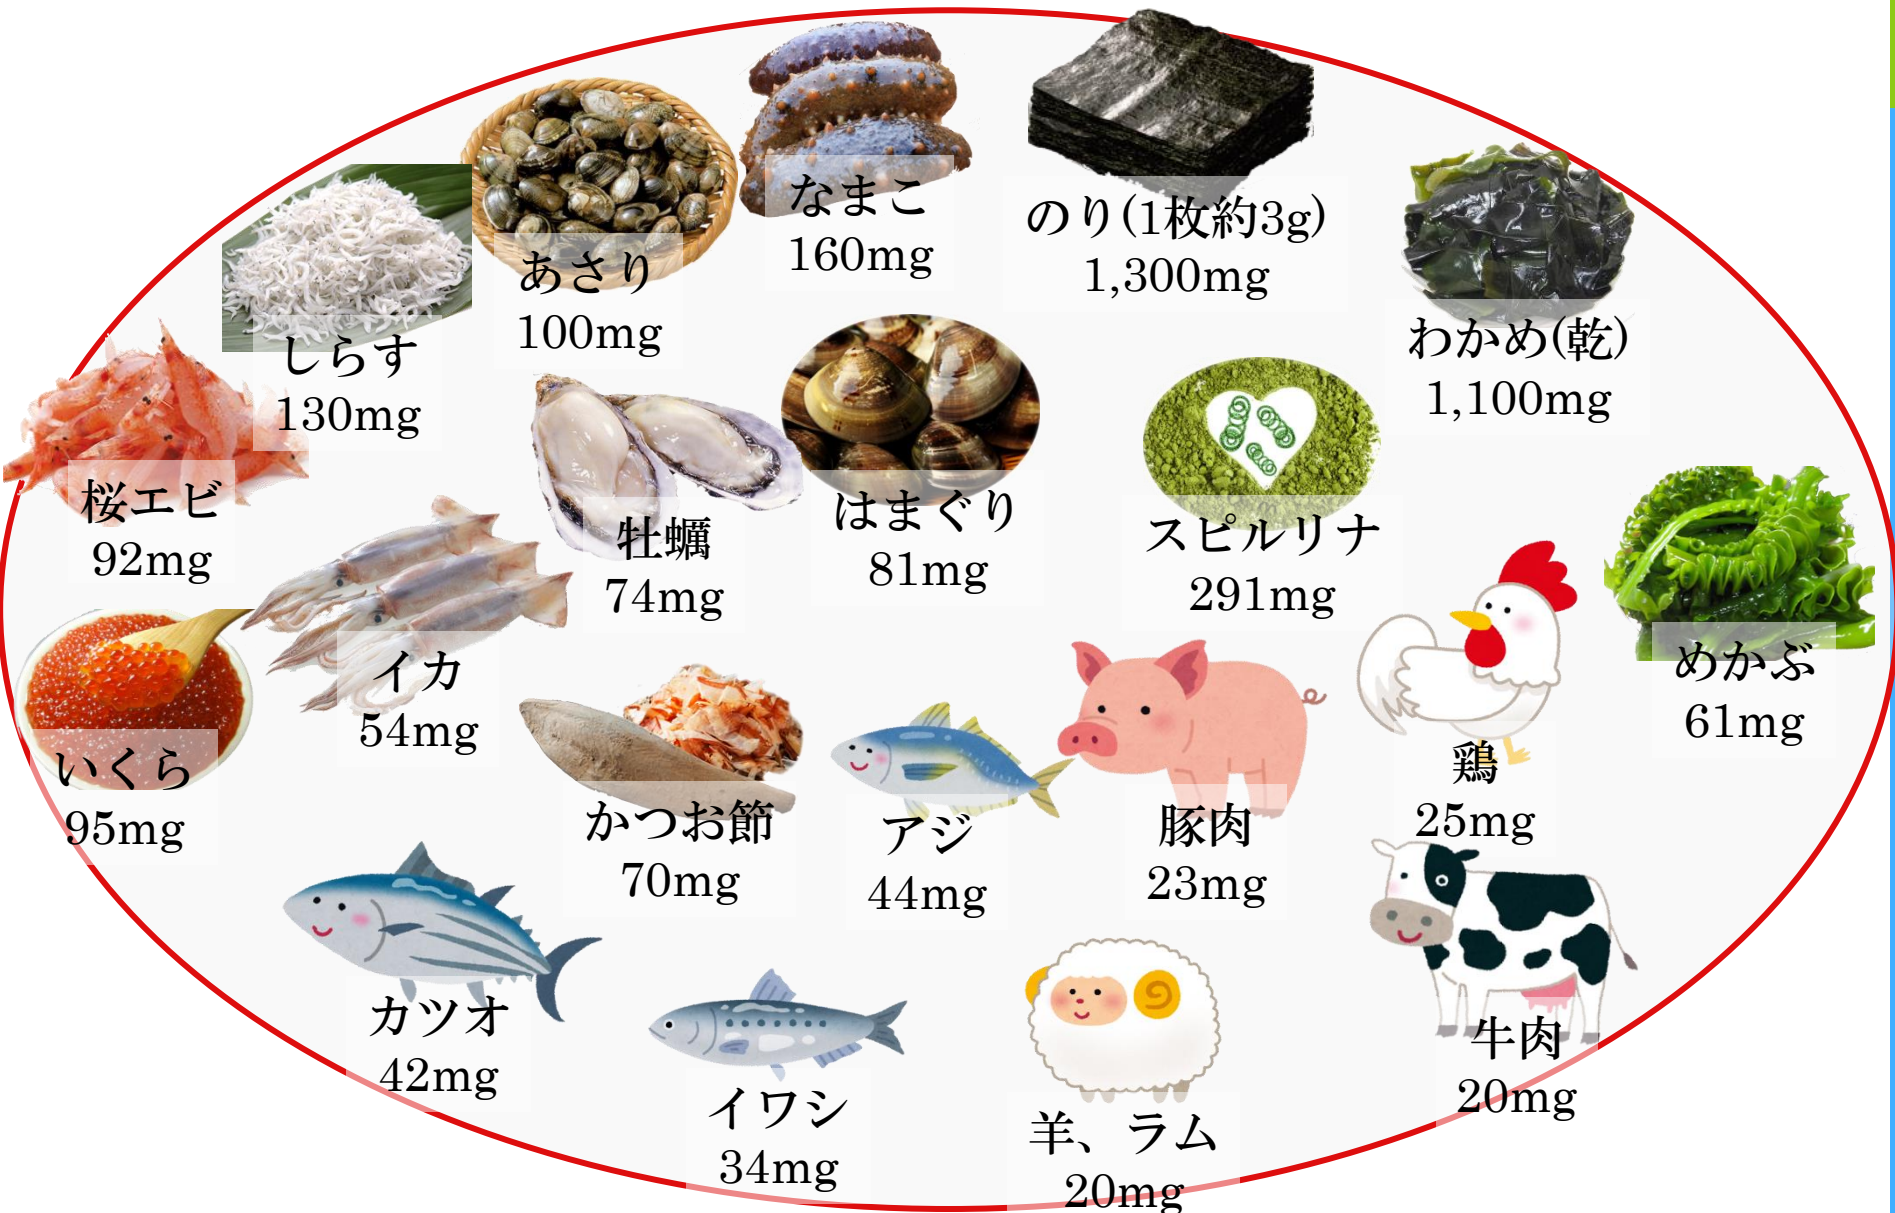 なまこ
160mg
のり(1枚約3g)
1,300mg
あさり
100mg
わかめ(乾)
1,100mg
しらす
130mg
桜エビ
92mg
牡蠣
74mg
はまぐり
81mg
スピルリナ
291mg
めかぶ
61mg
イカ
54mg
いくら
95mg
かつお節
70mg
アジ
44mg
豚肉
23mg
鶏
25mg
カツオ
42mg
イワシ
34mg
羊、ラム
20mg
牛肉
20mg